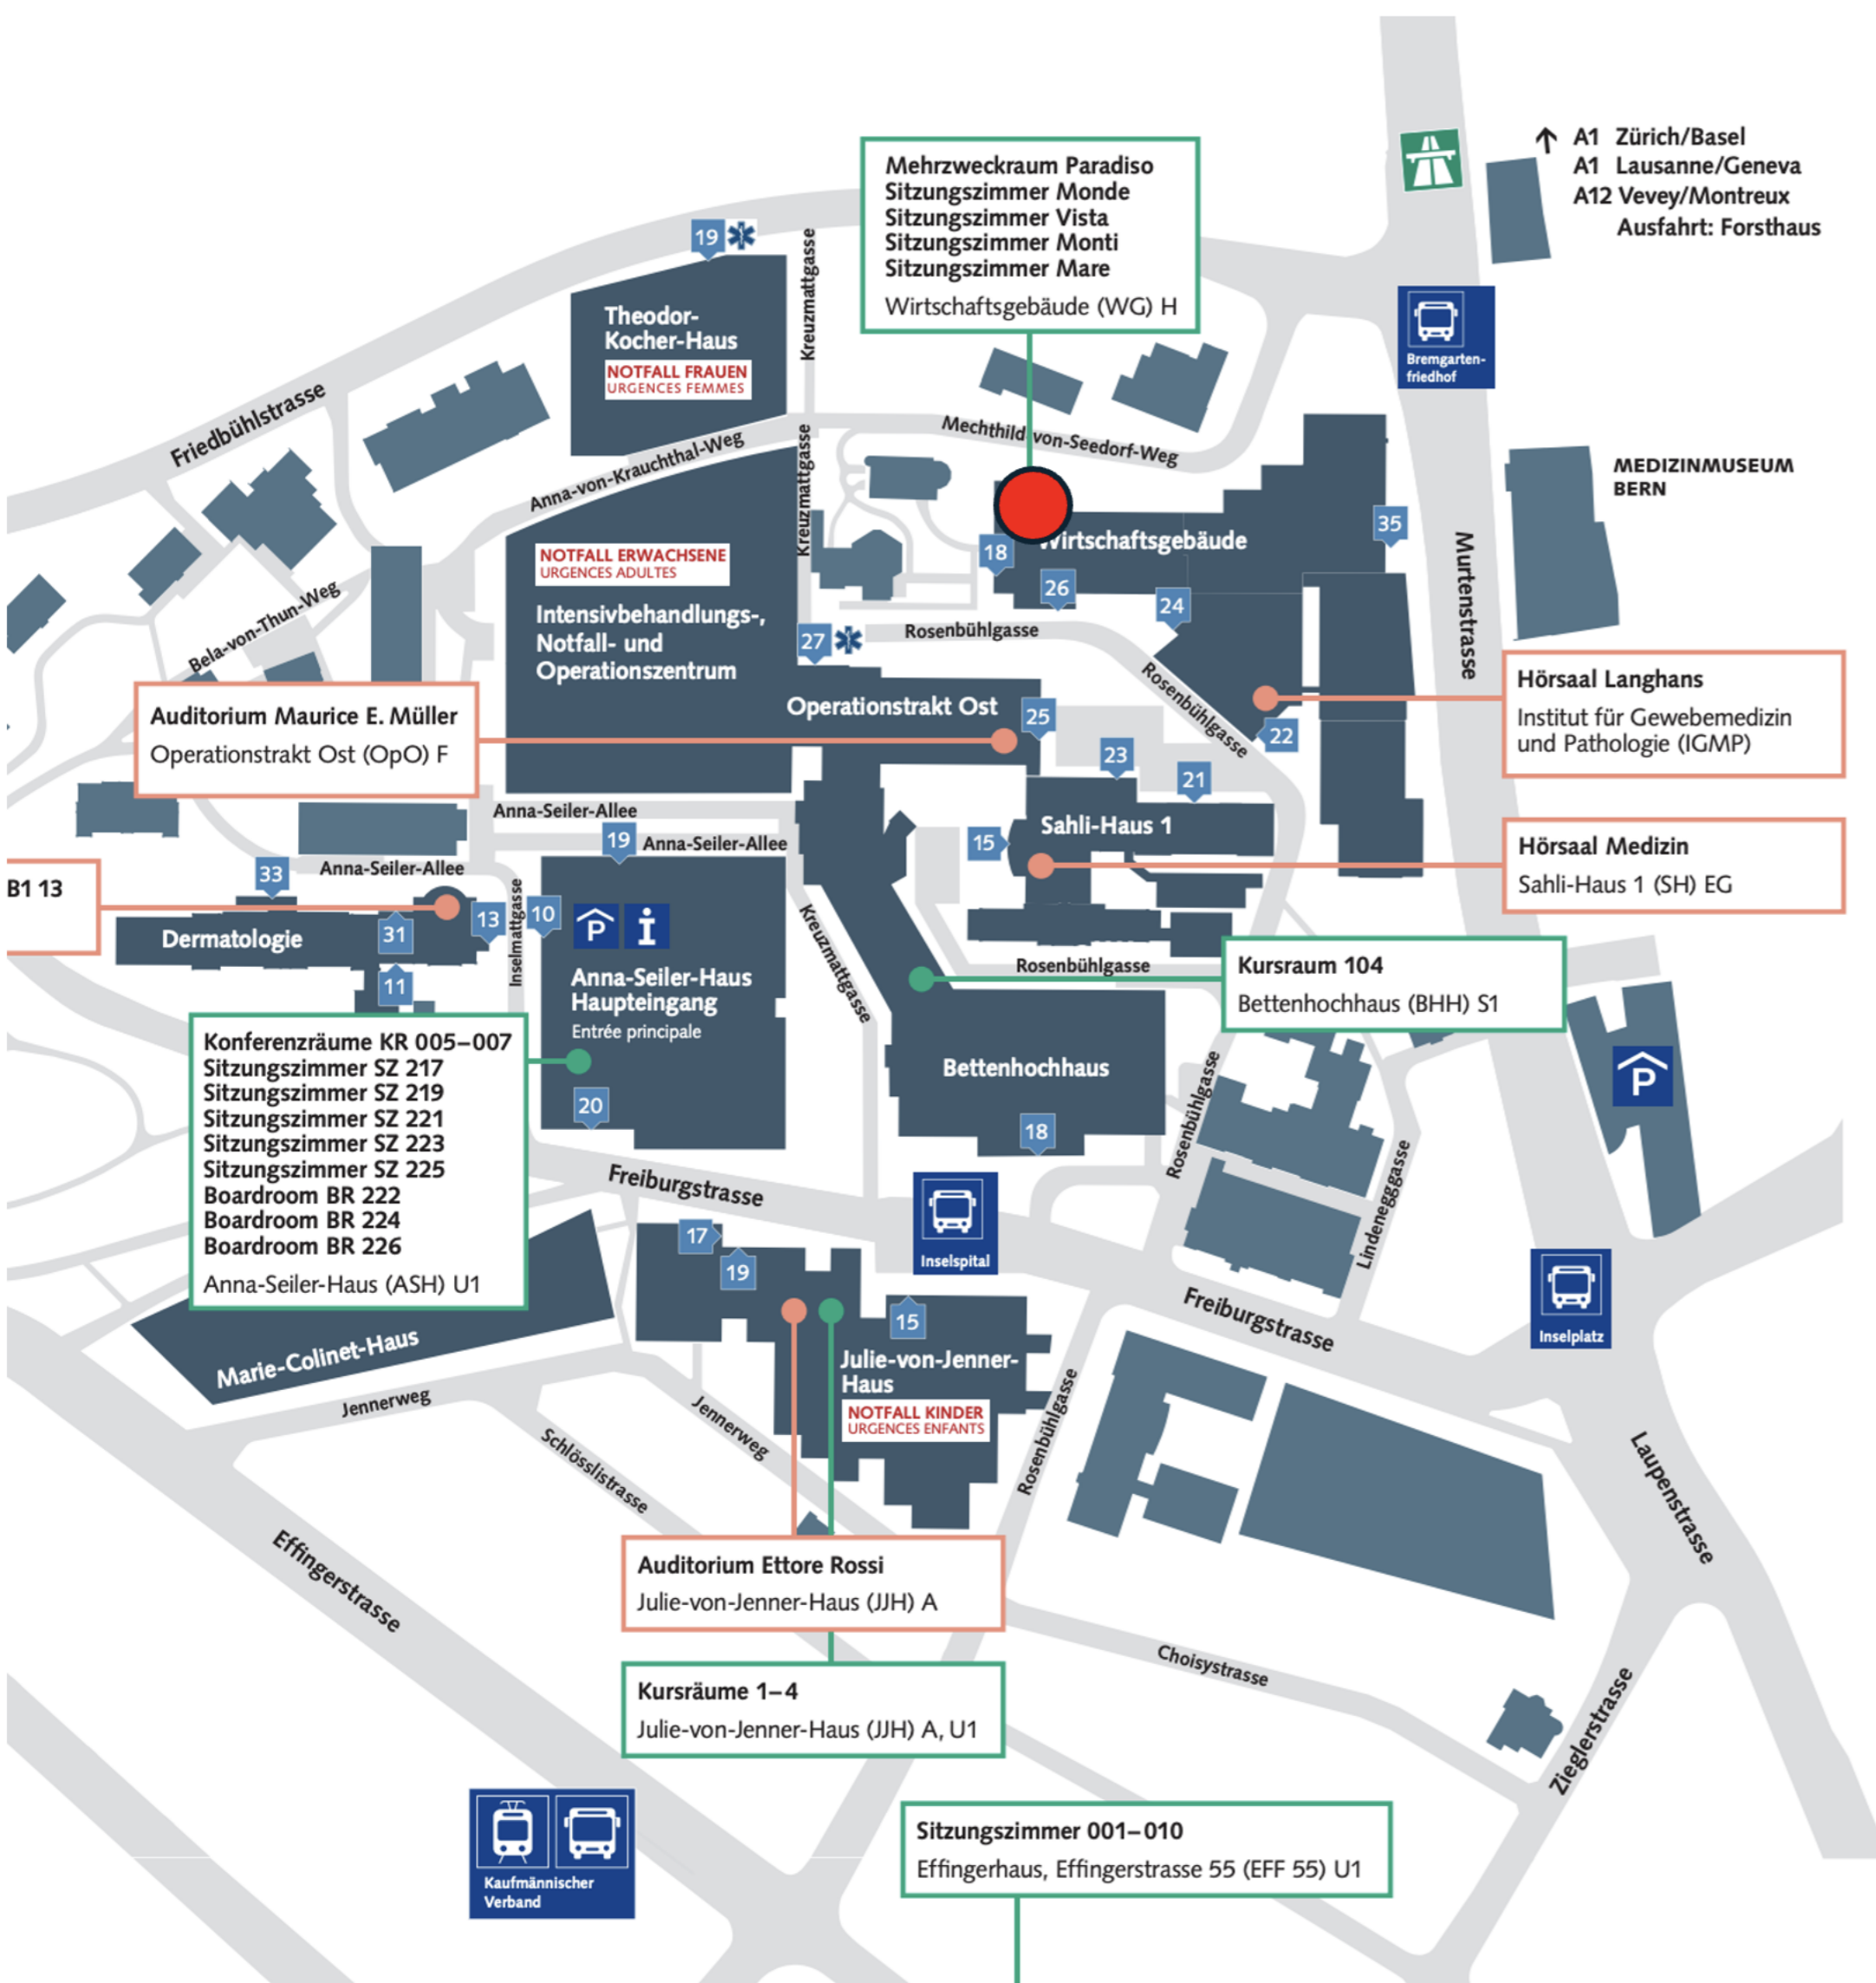 A1 Zürich/Basel
A1 Lausanne/Geneva
A12 Vevey/Montreux
Ausfahrt: Forsthaus
Mehrzweckraum Paradiso
Sitzungszimmer Monde
Sitzungszimmer Vista
Sitzungszimmer Monti
Sitzungszimmer Mare
Wirtschaftsgebäude (WG) H
19
Kreuzmattgasse
Theodor-
Kocher-Haus
NOTFALL FRAUEN
URGENCES FEMMES
Bremgarten-
friedhof
Friedbühlstrasse
Anna-von-Krauchthal-Weg
Kreuzmattgasse
Mechthild-von-Seedorf-Weg
MEDIZINMUSEUM
BERN
35
Murtenstrasse
Wirtschaftsgebäude
18
26
24
NOTFALL ERWACHSENE
URGENCES ADULTES
Intensivbehandlungs-,
Notfall- und
Operationszentrum
27
Rosenbühlgasse
Rosenbühlgasse
Bela-von-Thun-Weg
Auditorium Maurice E. Müller
Operationstrakt Ost (OpO) F
Operationstrakt Ost
25
22
Hörsaal Langhans
Institut für Gewebemedizin
und Pathologie (IGMP)
23
21
Anna-Seiler-Allee
19
Anna-Seiler-Allee
Sahli-Haus 1
15
Hörsaal Medizin
Sahli-Haus 1 (SH) EG
33
Anna-Seiler-Allee
B1 13
Dermatologie
31
13
11
Inselmattgasse
10
P
i
Anna-Seiler-Haus
Haupteingang
Entrée principale
20
Kreuzmattgasse
Rosenbühlgasse
Kursraum 104
Bettenhochhaus (BHH) S1
Bettenhochhaus
18
P
Konferenzräume KR 005–007
Sitzungszimmer SZ 217
Sitzungszimmer SZ 219
Sitzungszimmer SZ 221
Sitzungszimmer SZ 223
Sitzungszimmer SZ 225
Boardroom BR 222
Boardroom BR 224
Boardroom BR 226
Anna-Seiler-Haus (ASH) U1
Rosenbühlgasse
Lindenegggasse
Freiburgstrasse
Inselspital
17
19
15
Freiburgstrasse
Inselplatz
Marie-Colinet-Haus
Jennerweg
Julie-von-Jenner-
Haus
NOTFALL KINDER
URGENCES ENFANTS
Jennerweg
Schlösslistrasse
Rosenbühlgasse
Laupenstrasse
Effingerstrasse
Auditorium Ettore Rossi
Julie-von-Jenner-Haus (JJH) A
Kursräume 1–4
Julie-von-Jenner-Haus (JJH) A, U1
Choisystrasse
Zieglerstrasse
Kaufmännischer
Verband
Sitzungszimmer 001–010
Effingerhaus, Effingerstrasse 55 (EFF 55) U1